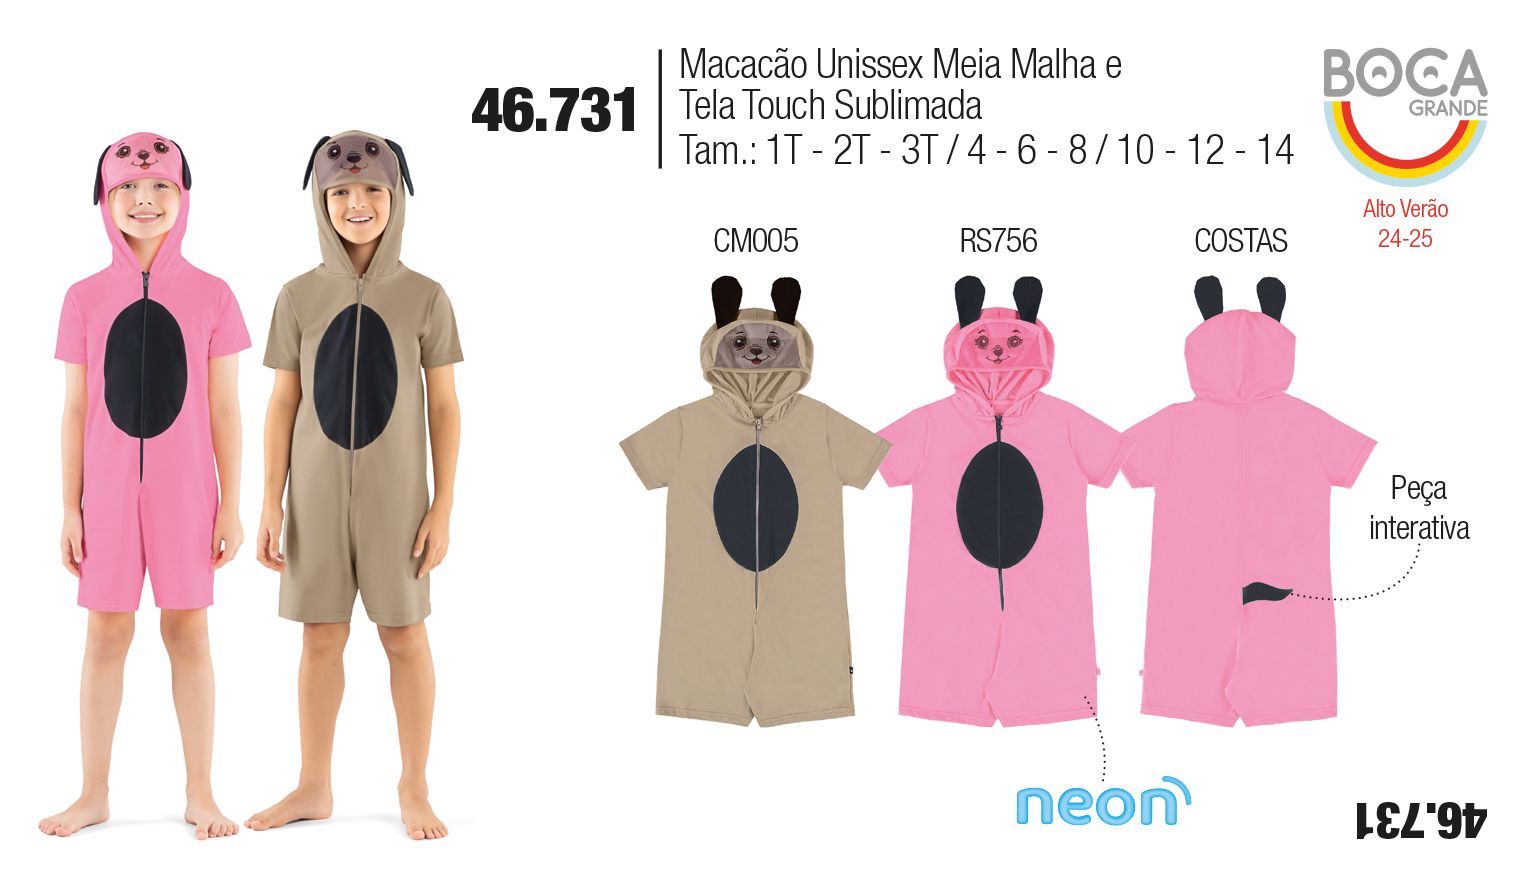 46.731
Macacão Unissex Meia Malha e
Tela Touch Sublimada
Tam.: 1T - 2T - 3T / 4 - 6 - 8 / 10 - 12 - 14
BOCA
GRANDE
Alto Verão
24-25
CM005
RS756
COSTAS
Peça
interativa
neon
46.731